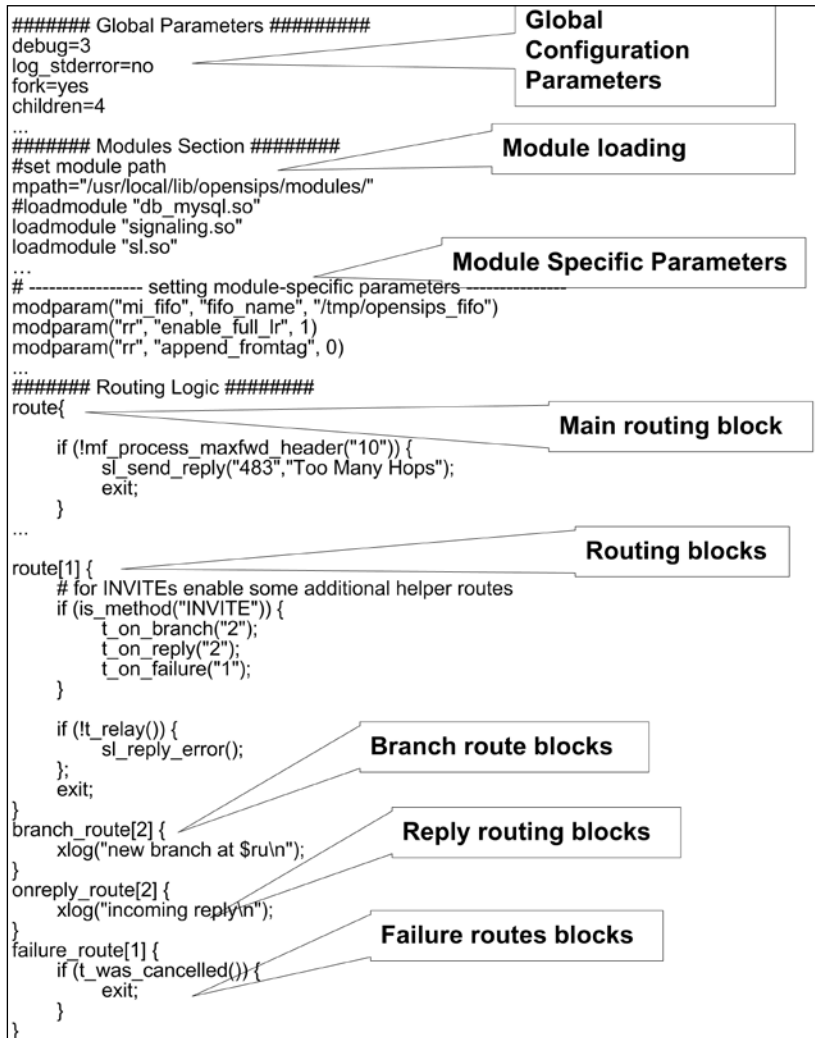 ####### Global Parameters #########
debug=3
log_stderror=no
fork=yes
children=4
...
####### Modules Section ########
#set module path
mpath="/usr/local/lib/opensips/modules/"
#loadmodule "db_mysql.so"
loadmodule "signaling.so"
loadmodule "sl.so"
...
# ----------------- setting module-specific parameters ---------------
modparam("mi_fifo", "fifo_name", "/tmp/opensips_fifo")
modparam("rr", "enable_full_lr", 1)
modparam("rr", "append_fromtag", 0)
...
####### Routing Logic ########
route{
if (!mf_process_maxfwd_header("10")) {
sl_send_reply("483","Too Many Hops");
exit;
}
...
route[1] {
# for INVITEs enable some additional helper routes
if (is_method("INVITE")) {
t_on_branch("2");
t_on_reply("2");
t_on_failure("1");
}
if (!t_relay()) {
sl_reply_error();
};
exit;
}
branch_route[2] {
xlog("new branch at $ru\n");
}
onreply_route[2] {
xlog("incoming reply\n");
}
failure_route[1] {
if (t_was_cancelled()) {
exit;
}
}
Global
Configuration
Parameters
Module loading
Module Specific Parameters
Main routing block
Routing blocks
Branch route blocks
Reply routing blocks
Failure routes blocks